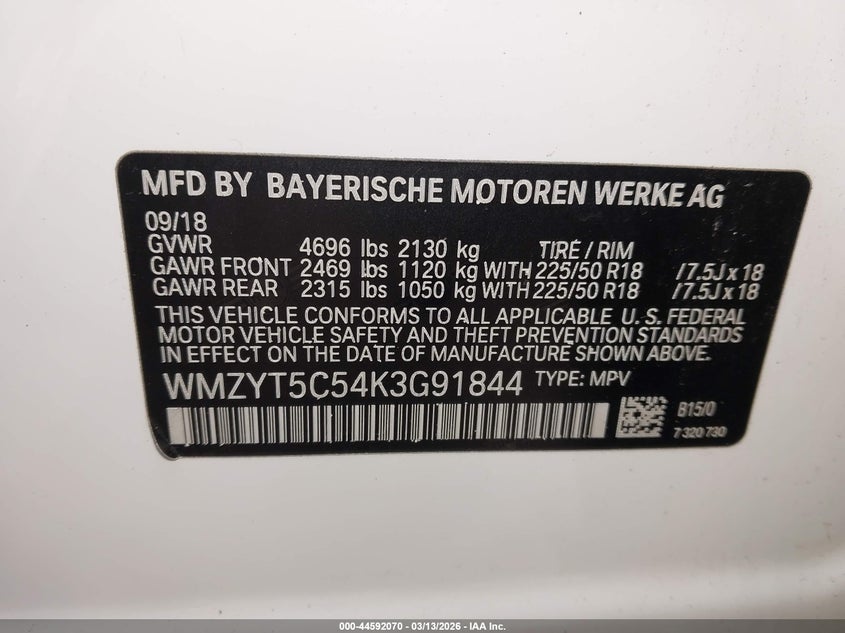 MFD BY BAYERISCHE MOTOREN WERKE AG
09/18
GVWR 4696 lbs 2130 kg TIRE / RIM
GAWR FRONT 2469 lbs 1120 kg WITH 225/50 R18 /7.5J x 18
GAWR REAR 2315 lbs 1050 kg WITH 225/50 R18 /7.5J x 18
THIS VEHICLE CONFORMS TO ALL APPLICABLE U. S. FEDERAL
MOTOR VEHICLE SAFETY AND THEFT PREVENTION STANDARDS
IN EFFECT ON THE DATE OF MANUFACTURE SHOWN ABOVE.
WMZYT5C54K3G91844 TYPE: MPV
B15/0
7 320 730
000-44592070 | 03/13/2026 - IAA Inc.